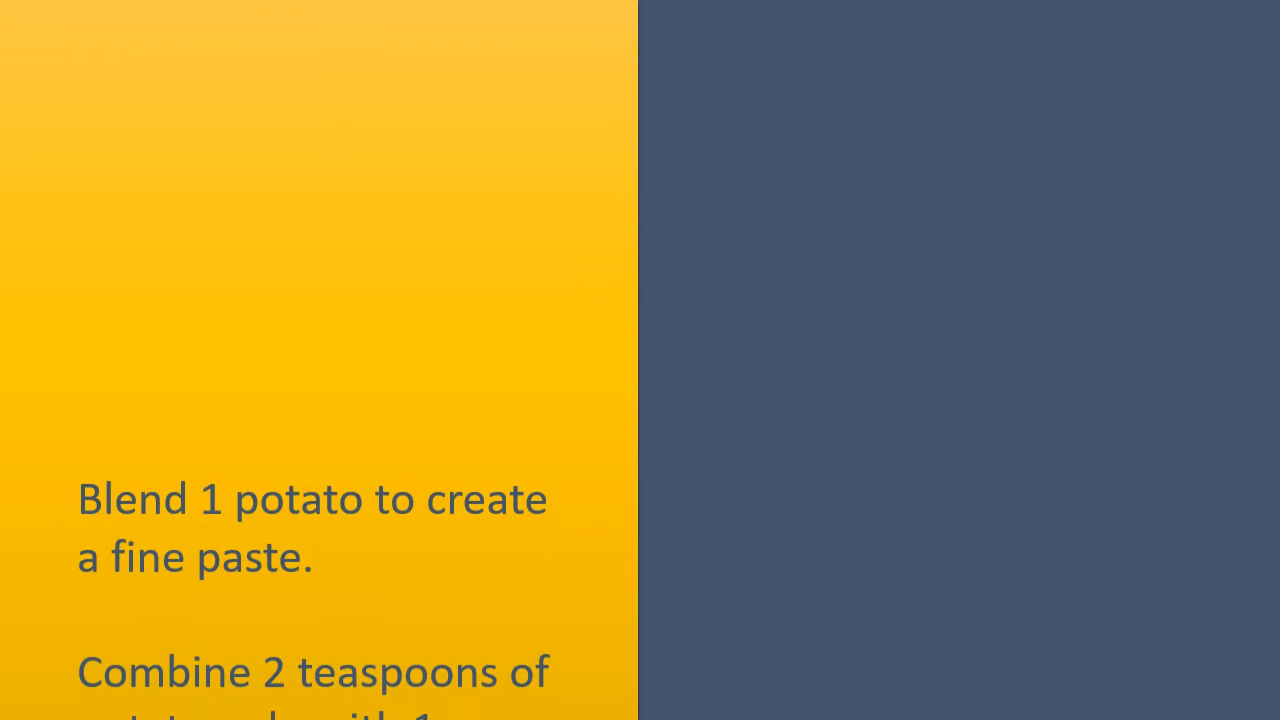 Blend 1 potato to create
a fine paste.
Combine 2 teaspoons of